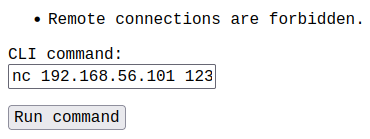 • Remote connections are forbidden.
CLI command:
nc 192.168.56.101 123
Run command